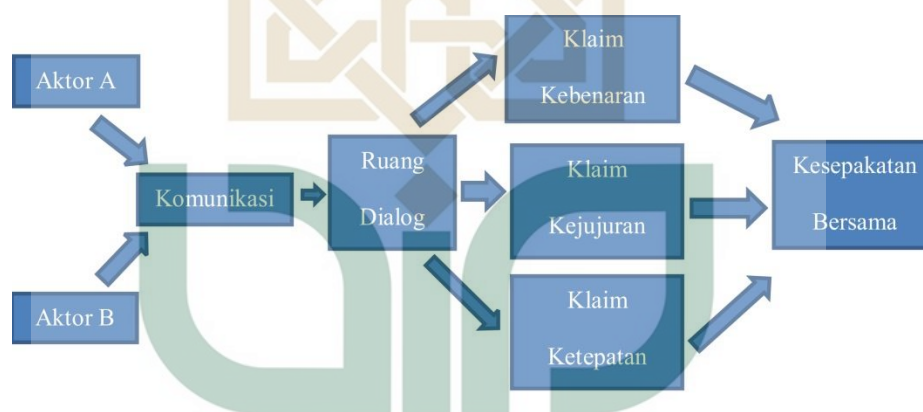 Aktor A
Aktor B
Komunikasi
Ruang
Dialog
Klaim
Kebenaran
Klaim
Kejujuran
Klaim
Ketepatan
Kesepakatan
Bersama